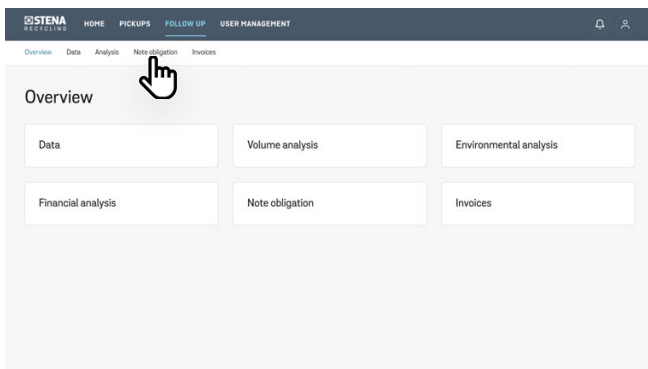 STENA
RECYCLING
HOME PICKUPS FOLLOW UP USER MANAGEMENT
Overview Data Analysis Note obligation Invoices
Overview
Data Volume analysis Environmental analysis
Financial analysis Note obligation Invoices